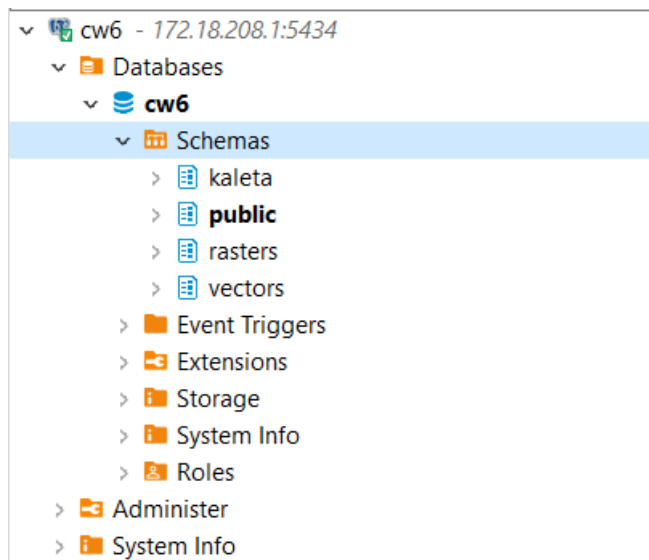 cw6 - 172.18.208.1:5434
Databases
cw6
Schemas
kaleta
public
rasters
vectors
Event Triggers
Extensions
Storage
System Info
Roles
Administer
System Info